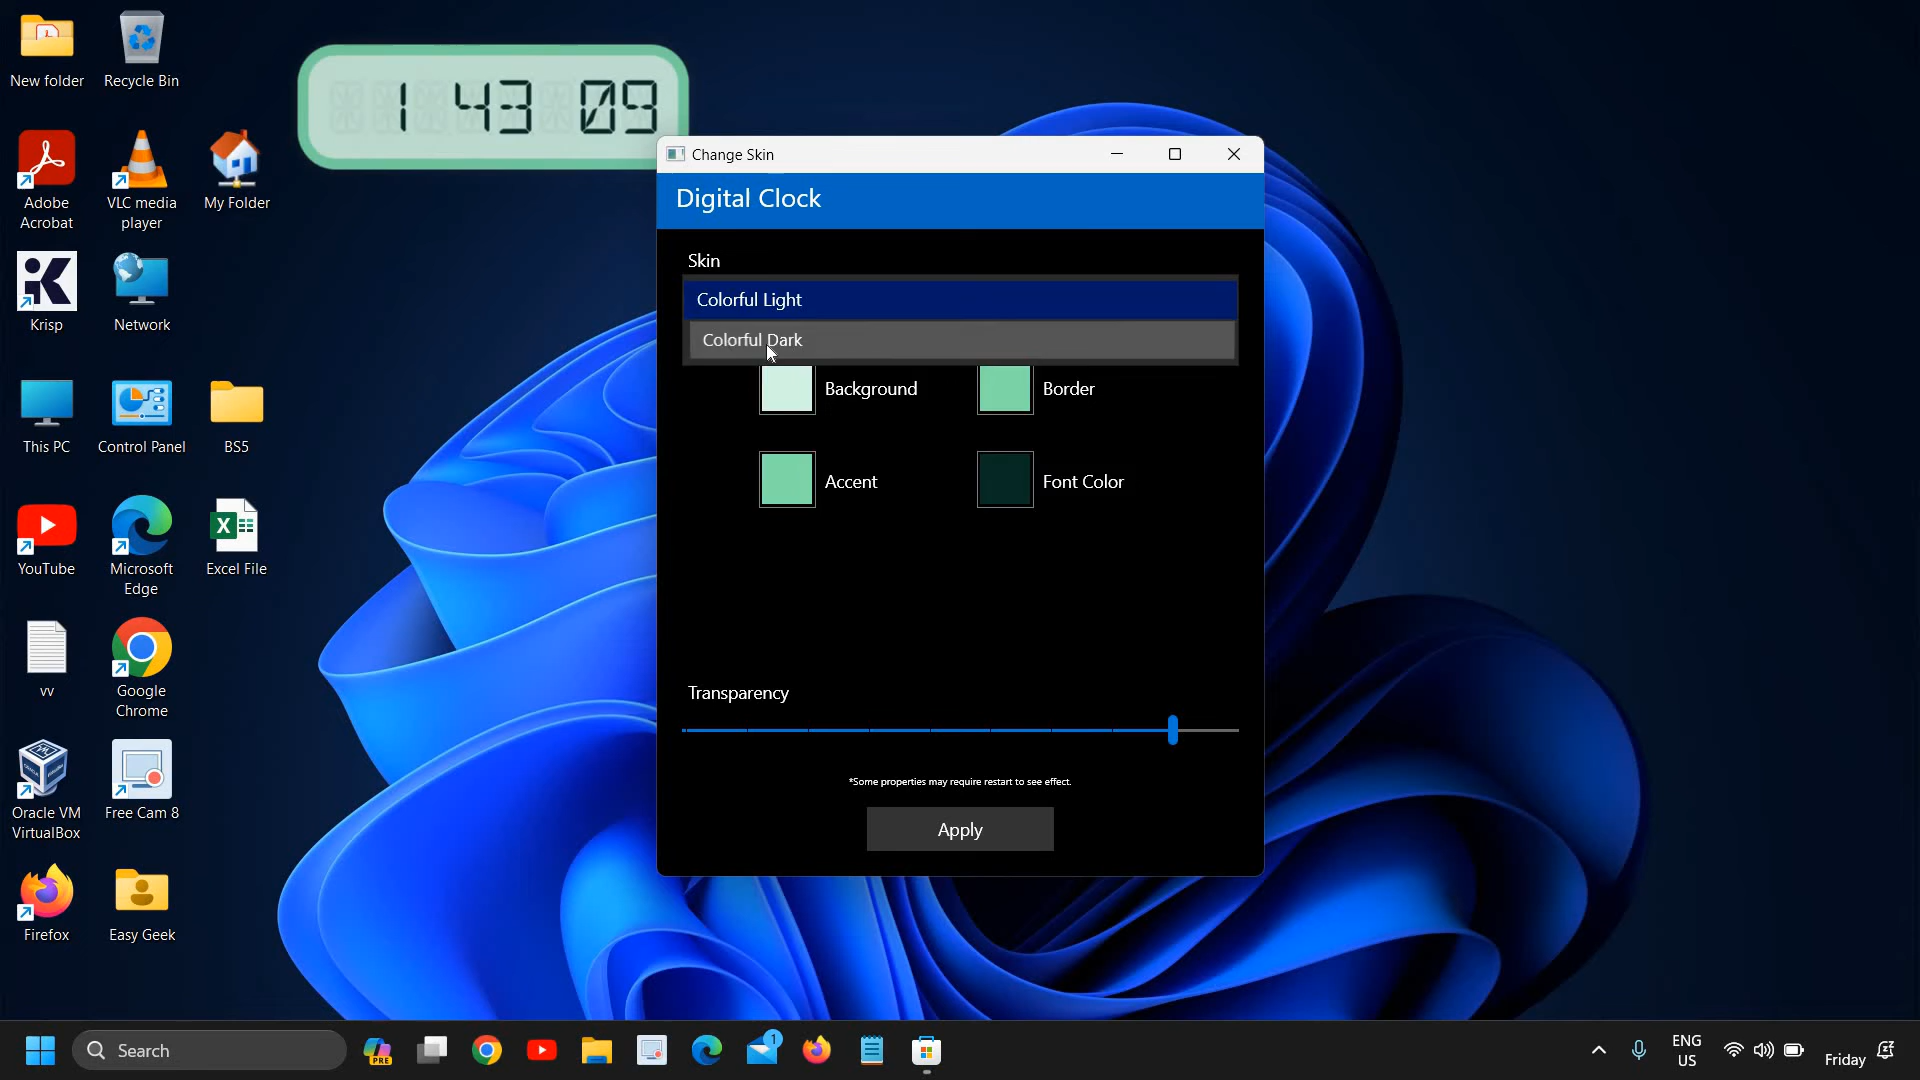 New folder
Recycle Bin
1 43 09
Adobe
Acrobat
VLC media
player
My Folder
Krisp
Network
This PC
Control Panel
BS5
YouTube
Microsoft
Edge
Excel File
vv
Google
Chrome
Oracle VM
VirtualBox
Free Cam 8
Firefox
Easy Geek
Change Skin
Digital Clock
Skin
Colorful Light
Colorful Dark
Background
Border
Accent
Font Color
Transparency
*Some properties may require restart to see effect.
Apply
Search
PRE
1
ENG
US
Friday